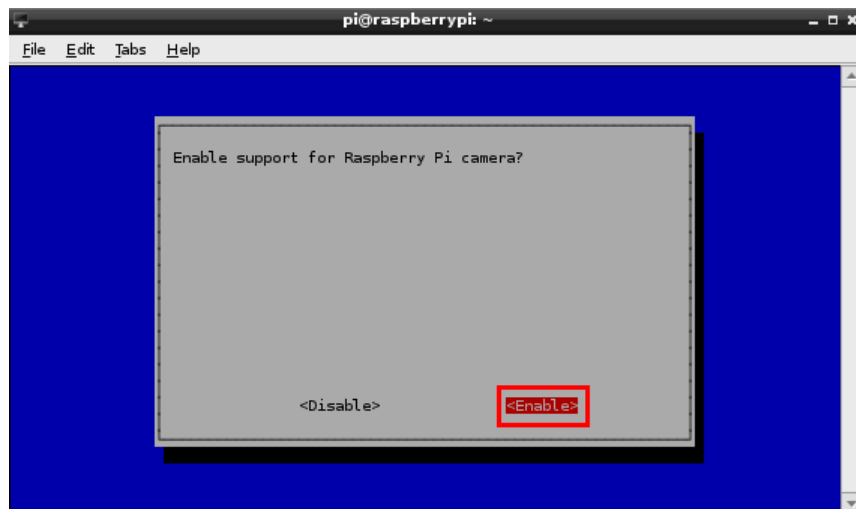 pi@raspberrypi: ~
File Edit Tabs Help
Enable support for Raspberry Pi camera?
<Disable> <Enable>